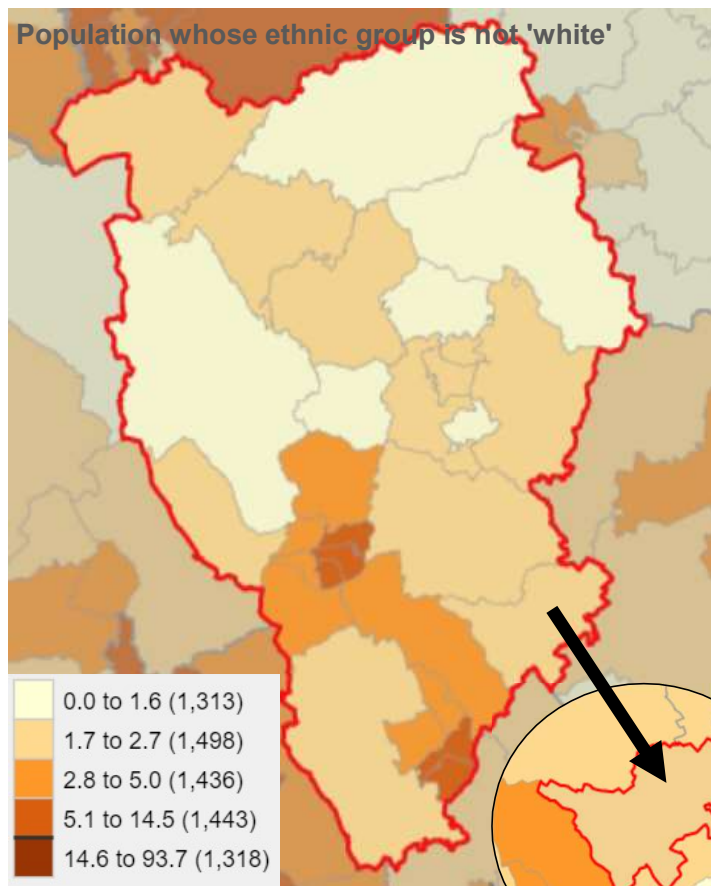 Population whose ethnic group is not 'white'
0.0 to 1.6 (1,313)
1.7 to 2.7 (1,498)
2.8 to 5.0 (1,436)
5.1 to 14.5 (1,443)
14.6 to 93.7 (1,318)